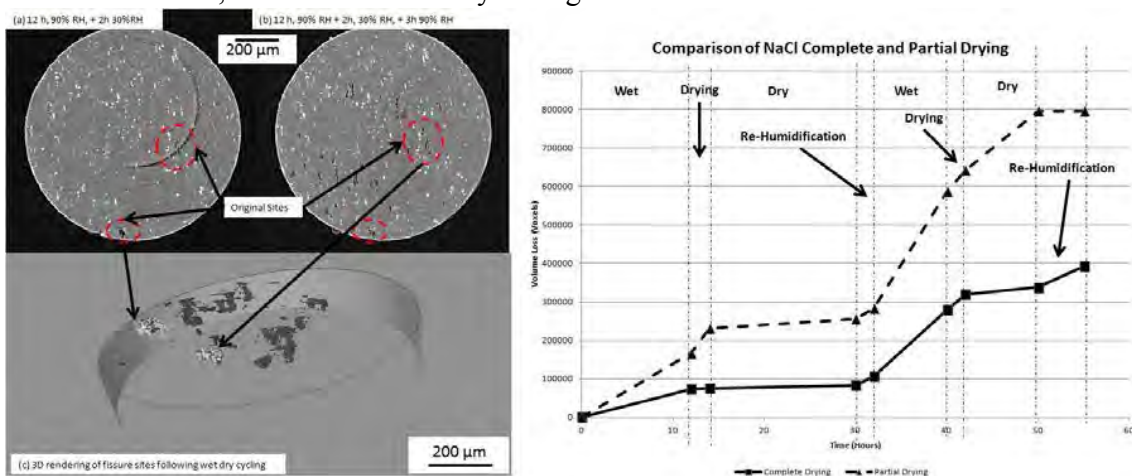 (a) 12 h, 90% RH, + 2h 30%RH
(b) 12 h, 90% RH + 2h, 30% RH, + 3h 90% RH
200 µm
Original Sites
(c) 3D rendering of fissure sites following wet dry cycling
200 µm
Comparison of NaCl Complete and Partial Drying
Volume Loss (Voxels)
900000
800000
700000
600000
500000
400000
300000
200000
100000
0
Wet
Drying
Dry
Re-Humidification
Wet
Drying
Dry
Re-Humidification
0 10 20 30 40 50 60
Time (Hours)
Complete Drying
Partial Drying